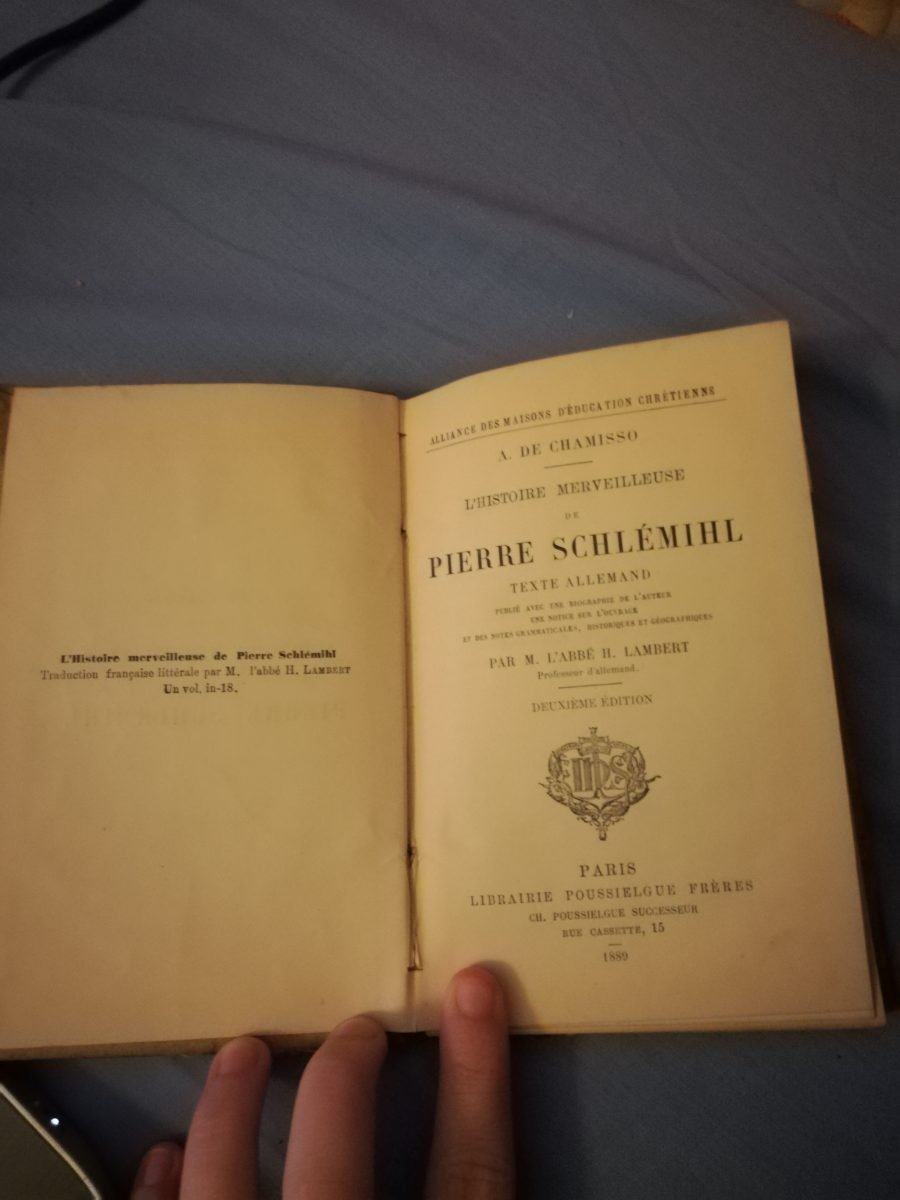 L'Histoire merveilleuse de Pierre Schlémihl
Traduction française littérale par M. l'abbé H. LAMBERT
Un vol. in-18.
ALLIANCE DES MAISONS D'ÉDUCATION CHRÉTIENNE
A. DE CHAMISSO
L'HISTOIRE MERVEILLEUSE
DE
PIERRE SCHLÉMIHL
TEXTE ALLEMAND
PUBLIÉ AVEC UNE BIOGRAPHIE DE L'AUTEUR
UNE NOTICE SUR L'OUVRAGE
ET DES NOTES GRAMMATICALES, HISTORIQUES ET GÉOGRAPHIQUES
PAR M. L'ABBÉ H. LAMBERT
Professeur d'allemand.
DEUXIÈME ÉDITION
PARIS
LIBRAIRIE POUSSIELGUE FRÈRES
CH. POUSSIELGUE SUCCESSEUR
RUE CASSETTE, 15
1889